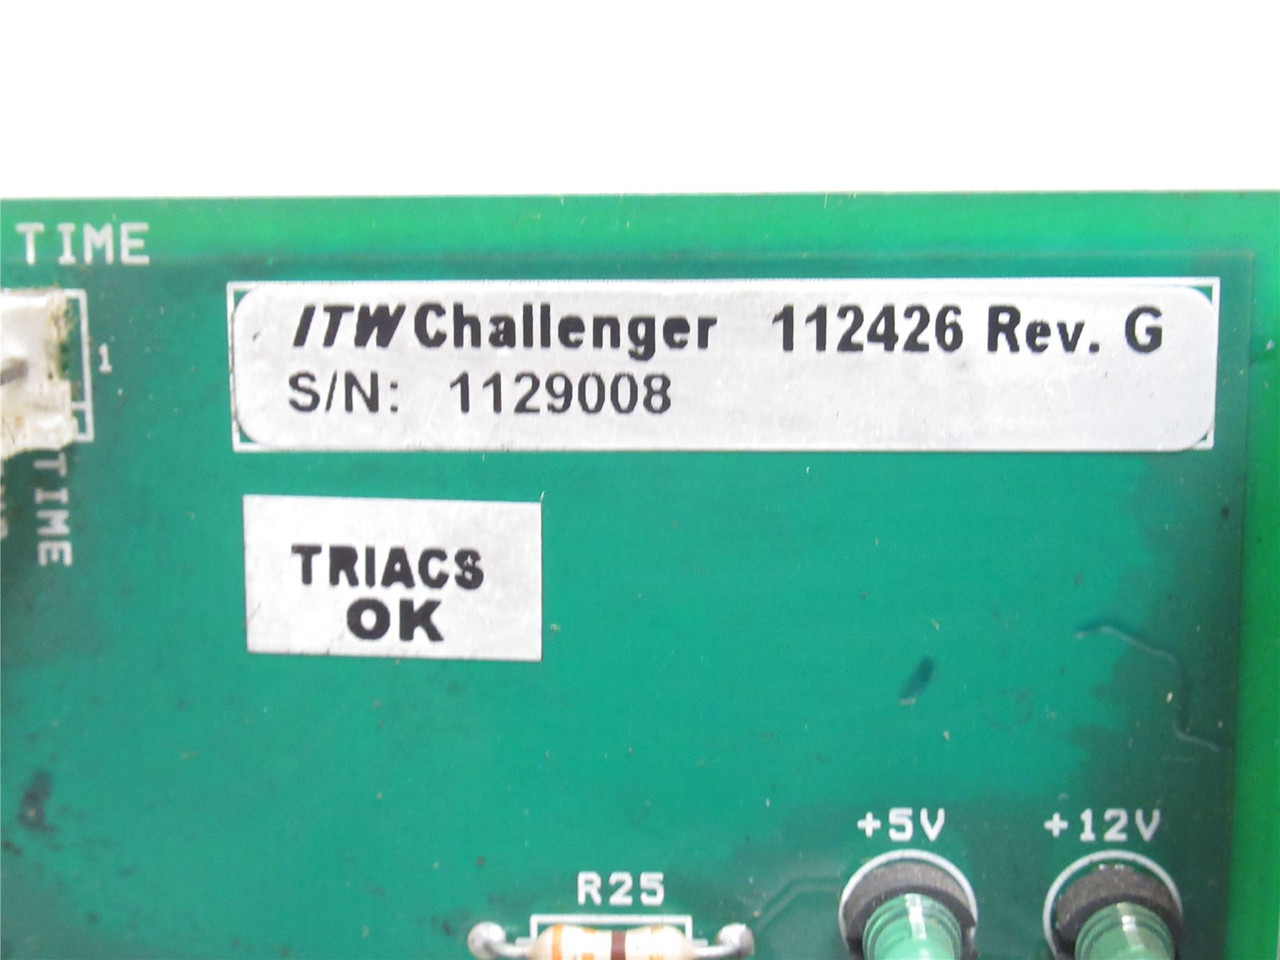 TIME
ITW Challenger 112426 Rev. G
S/N: 1129008
1
TIME
TRIACS
OK
+5V
+12V
R25